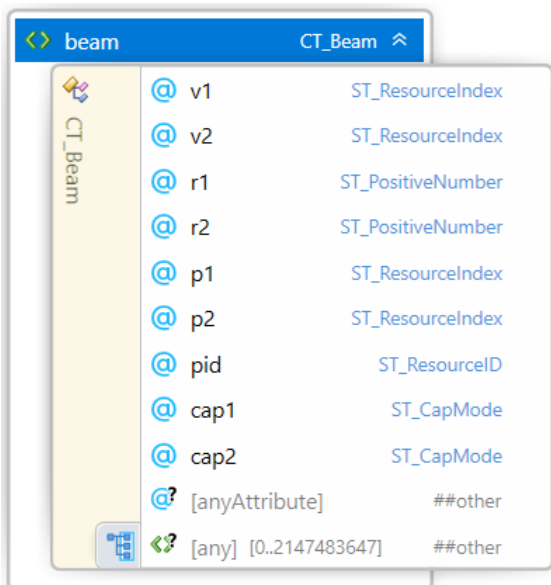 beam CT_Beam
CT_Beam
@ v1 ST_ResourceIndex
@ v2 ST_ResourceIndex
@ r1 ST_PositiveNumber
@ r2 ST_PositiveNumber
@ p1 ST_ResourceIndex
@ p2 ST_ResourceIndex
@ pid ST_ResourceID
@ cap1 ST_CapMode
@ cap2 ST_CapMode
@? [anyAttribute] ##other
<>? [any] [0..2147483647] ##other